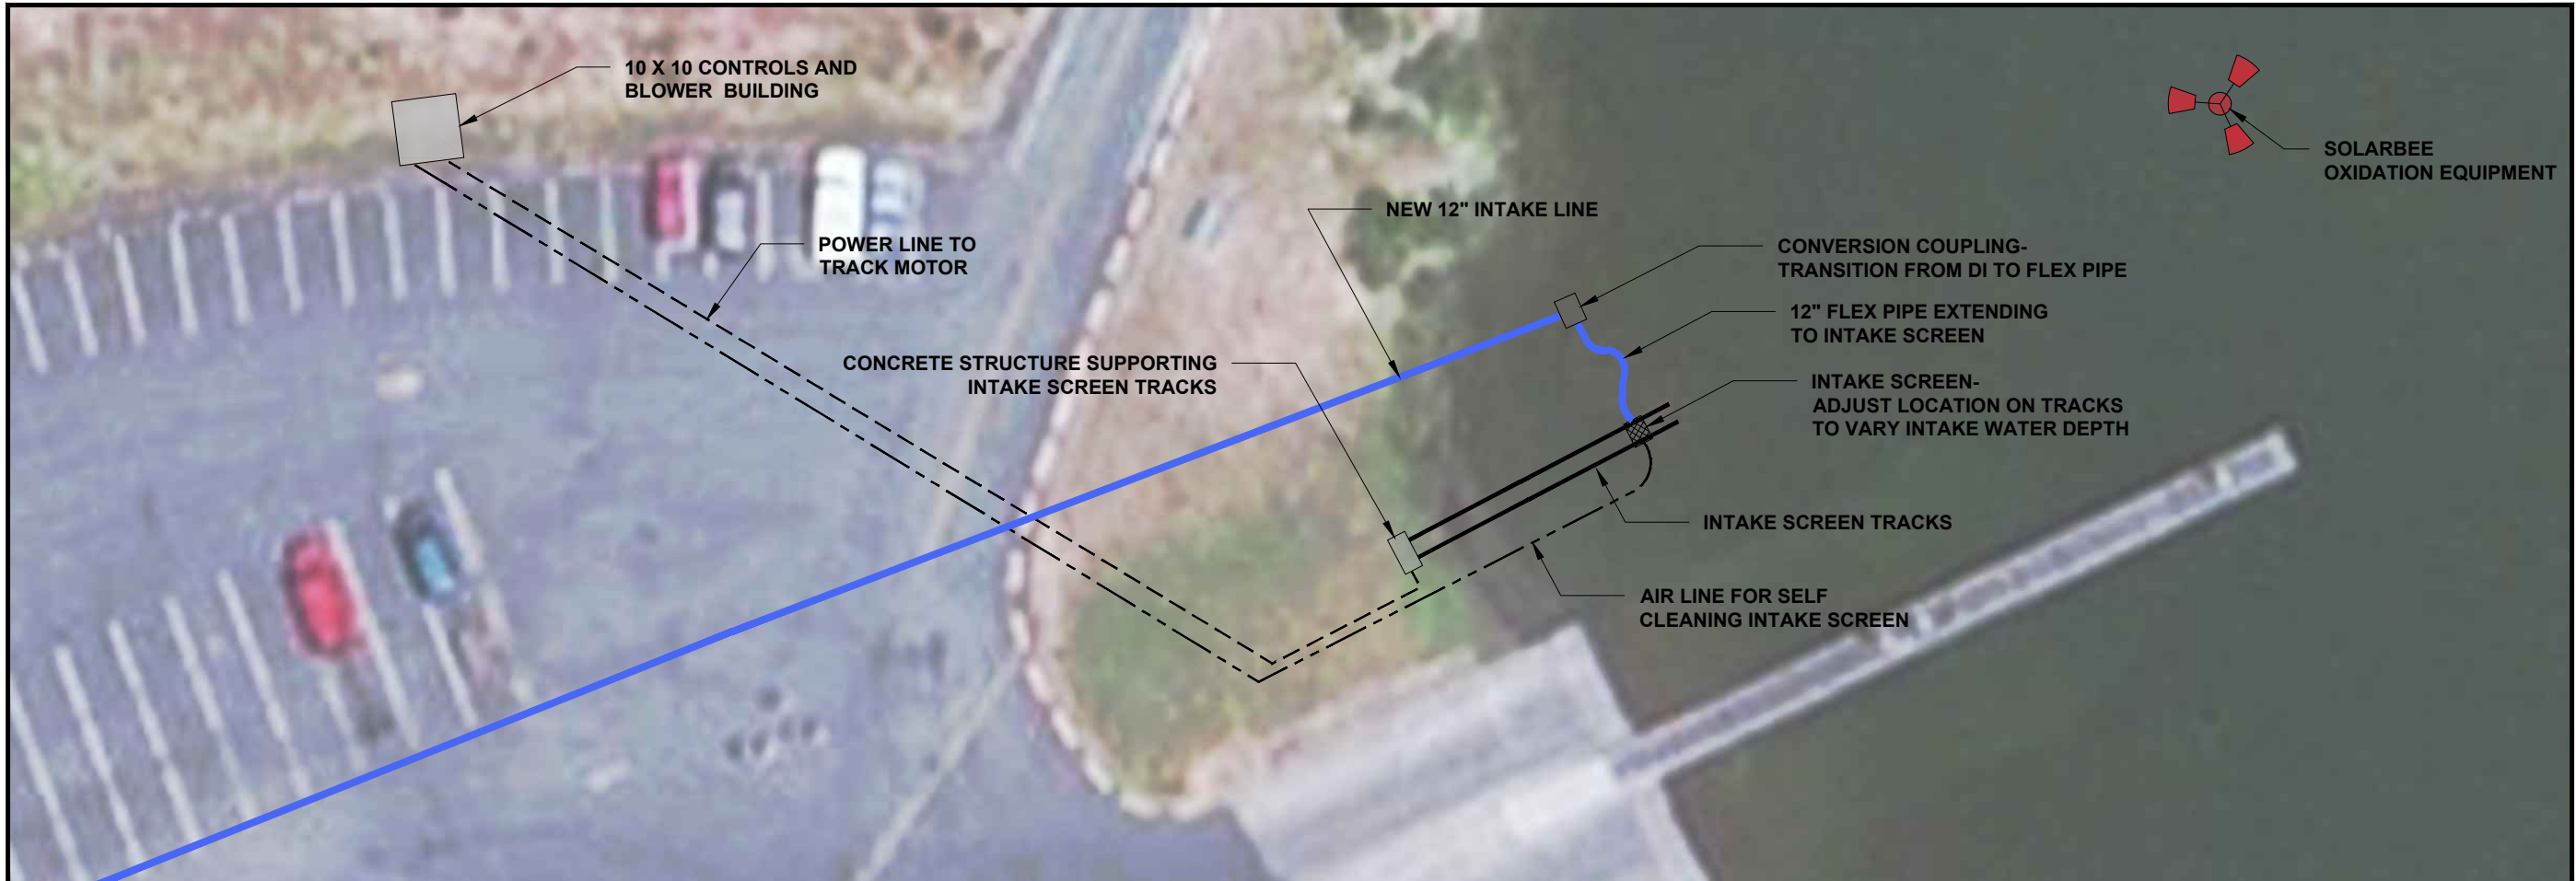 10 X 10 CONTROLS AND
BLOWER BUILDING
SOLARBEE
OXIDATION EQUIPMENT
NEW 12" INTAKE LINE
POWER LINE TO
TRACK MOTOR
CONVERSION COUPLING-
TRANSITION FROM DI TO FLEX PIPE
12" FLEX PIPE EXTENDING
TO INTAKE SCREEN
CONCRETE STRUCTURE SUPPORTING
INTAKE SCREEN TRACKS
INTAKE SCREEN-
ADJUST LOCATION ON TRACKS
TO VARY INTAKE WATER DEPTH
INTAKE SCREEN TRACKS
AIR LINE FOR SELF
CLEANING INTAKE SCREEN